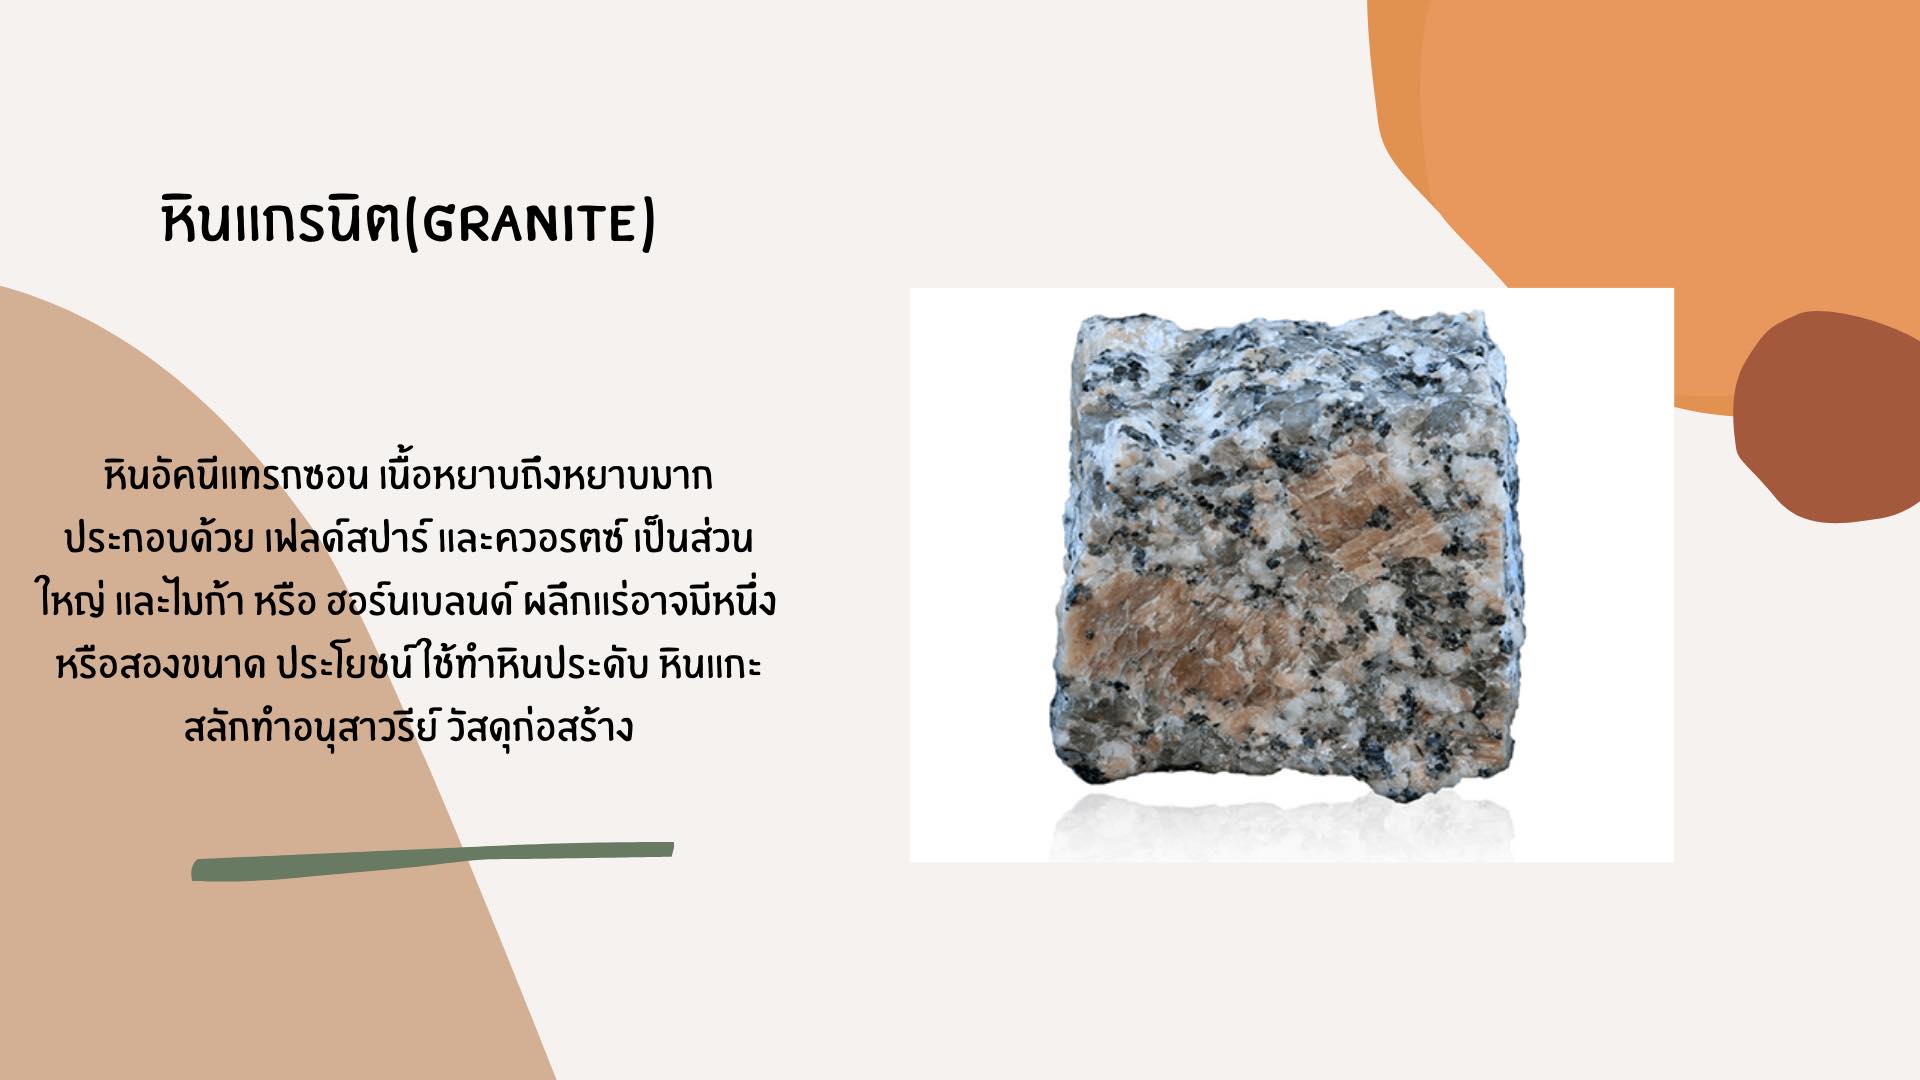 หินแกรนิต(GRANITE)
หินอัคนีแทรกซอน เนื้อหยาบถึงหยาบมาก
ประกอบด้วย เฟลด์สปาร์ และควอรตซ์ เป็นส่วน
ใหญ่ และไมก้า หรือ ฮอร์นเบลนด์ ผลึกแร่อาจมีหนึ่ง
หรือสองขนาด ประโยชน์ ใช้ทำหินประดับ หินแกะ
สลักทำอนุสาวรีย์ วัสดุก่อสร้าง